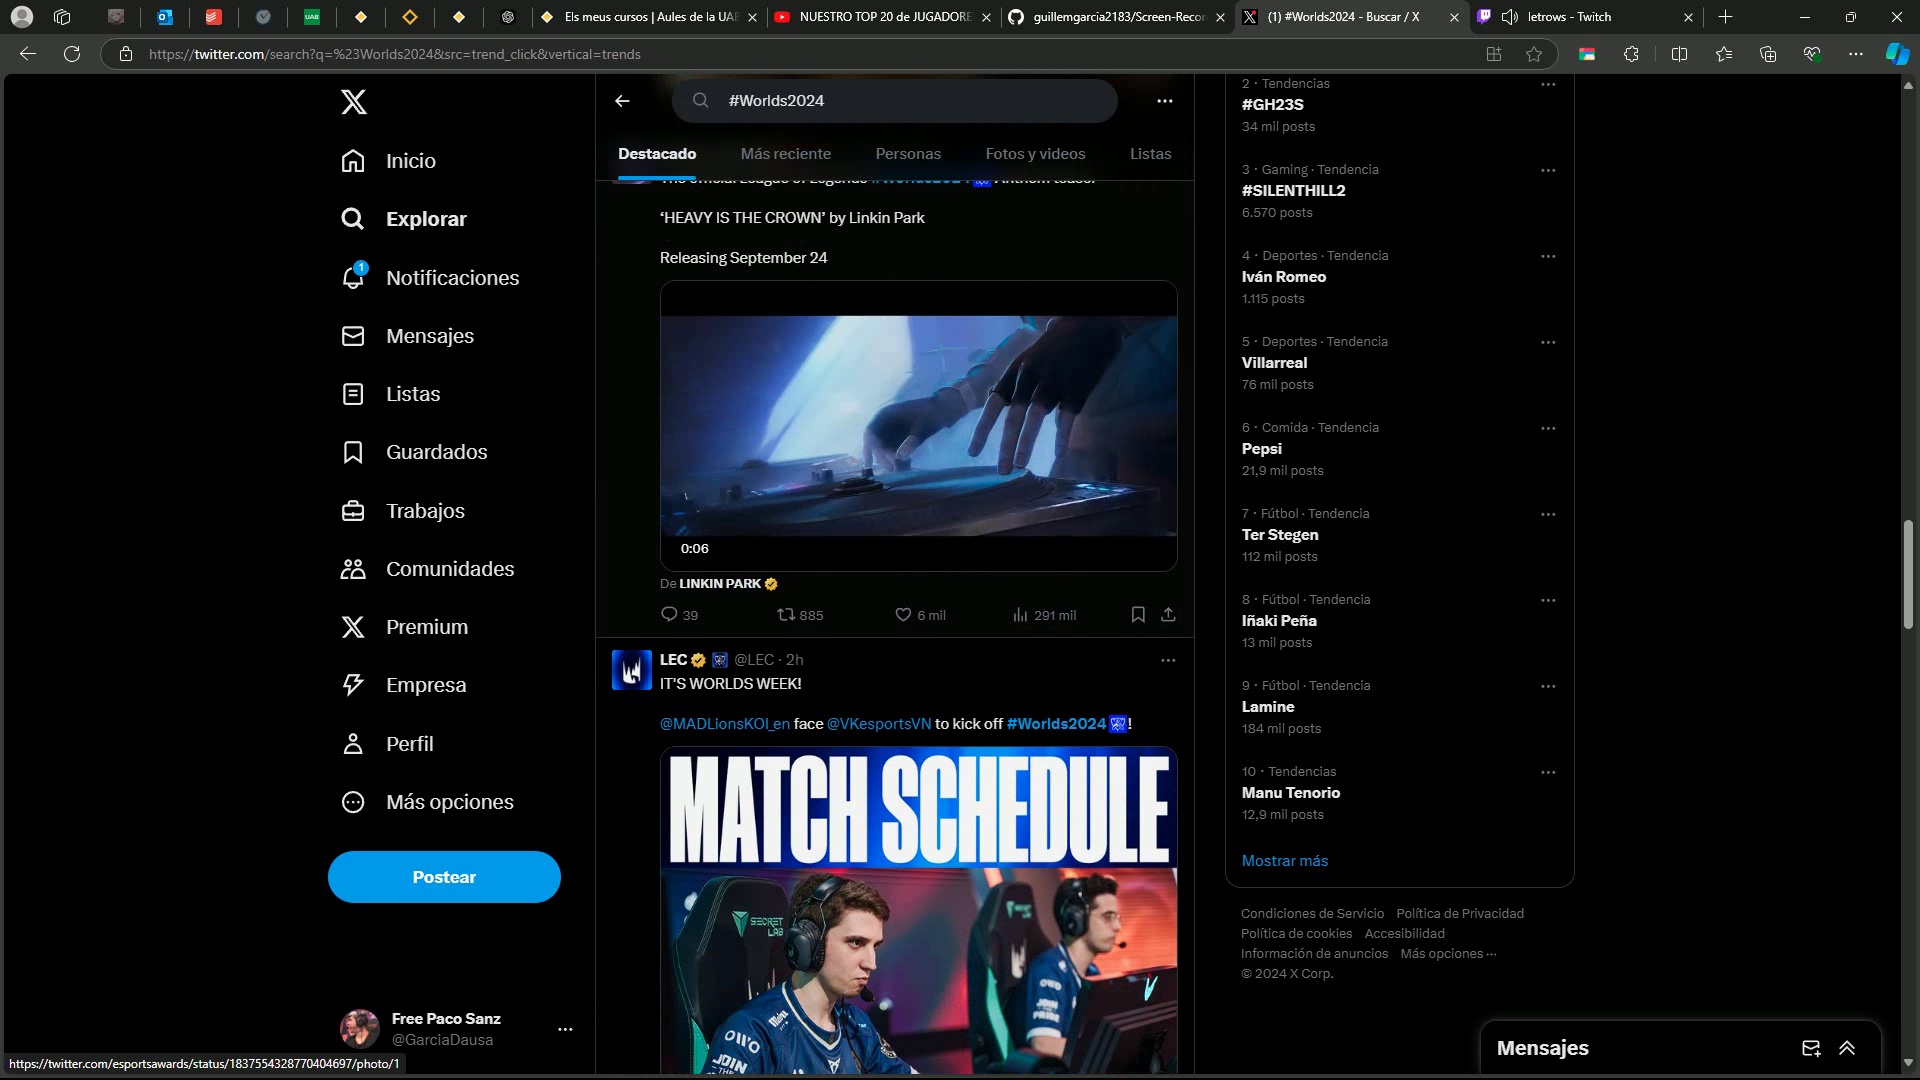 Els meus cursos | Aules de la UAB
NUESTRO TOP 20 de JUGADORE
guillemgarcia2183/Screen-Recor
(1) #Worlds2024 - Buscar / X
letrows - Twitch
https://twitter.com/search?q=%23Worlds2024&src=trend_click&vertical=trends
Inicio
Explorar
1
Notificaciones
Mensajes
Listas
Guardados
Trabajos
Comunidades
Premium
Empresa
Perfil
Más opciones
Postear
Free Paco Sanz
@GarciaDausa
https://twitter.com/esportsawards/status/1837554328770404697/photo/1
#Worlds2024
Destacado
Más reciente
Personas
Fotos y videos
Listas
‘HEAVY IS THE CROWN’ by Linkin Park
Releasing September 24
0:06
De LINKIN PARK
39
885
6 mil
291 mil
LEC @LEC · 2h
IT'S WORLDS WEEK!
@MADLionsKOI_en face @VKesportsVN to kick off #Worlds2024 !
MATCH SCHEDULE
SECRET
LAB
OWO
JOIN
THE
2 · Tendencias
#GH23S
34 mil posts
3 · Gaming · Tendencia
#SILENTHILL2
6.570 posts
4 · Deportes · Tendencia
Iván Romeo
1.115 posts
5 · Deportes · Tendencia
Villarreal
76 mil posts
6 · Comida · Tendencia
Pepsi
21,9 mil posts
7 · Fútbol · Tendencia
Ter Stegen
112 mil posts
8 · Fútbol · Tendencia
Iñaki Peña
13 mil posts
9 · Fútbol · Tendencia
Lamine
184 mil posts
10 · Tendencias
Manu Tenorio
12,9 mil posts
Mostrar más
Condiciones de Servicio Política de Privacidad
Política de cookies Accesibilidad
Información de anuncios Más opciones ···
© 2024 X Corp.
Mensajes